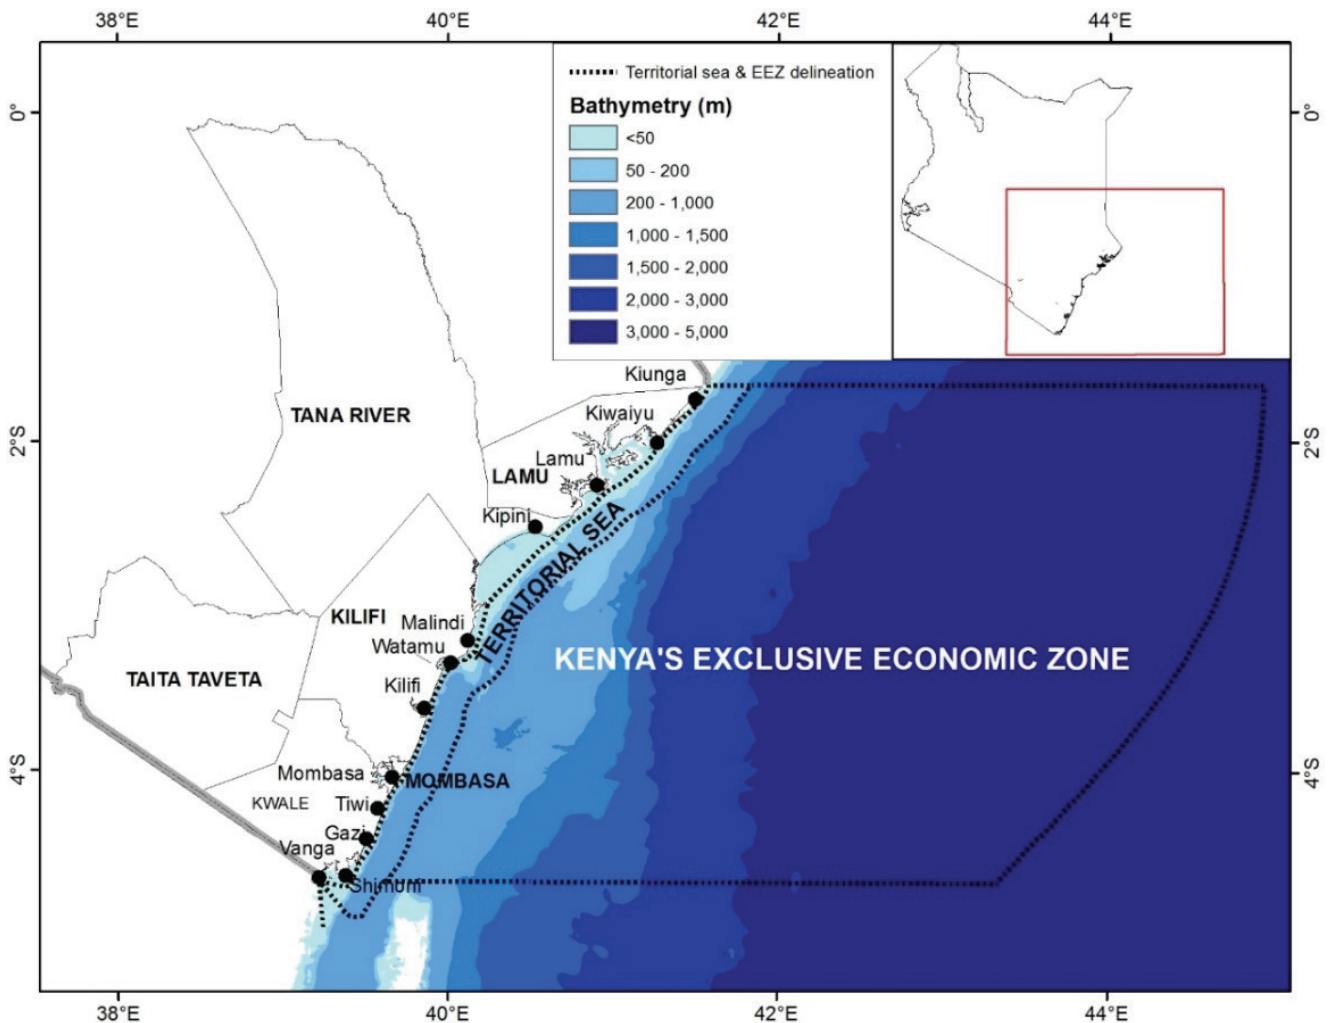 38°E 40°E 42°E 44°E
Territorial sea & EEZ delineation
Bathymetry (m)
<50
50 - 200
200 - 1,000
1,000 - 1,500
1,500 - 2,000
2,000 - 3,000
3,000 - 5,000
0° 0°
Kiunga
TANA RIVER
Kiwaiyu
2°S 2°S
Lamu
LAMU
Kipini
TERRITORIAL SEA
KILIFI
Malindi
Watamu
KENYA'S EXCLUSIVE ECONOMIC ZONE
TAITA TAVETA
Kilifi
4°S 4°S
Mombasa
MOMBASA
KWALE
Tiwi
Gazi
Vanga
Shimoni
38°E 40°E 42°E 44°E